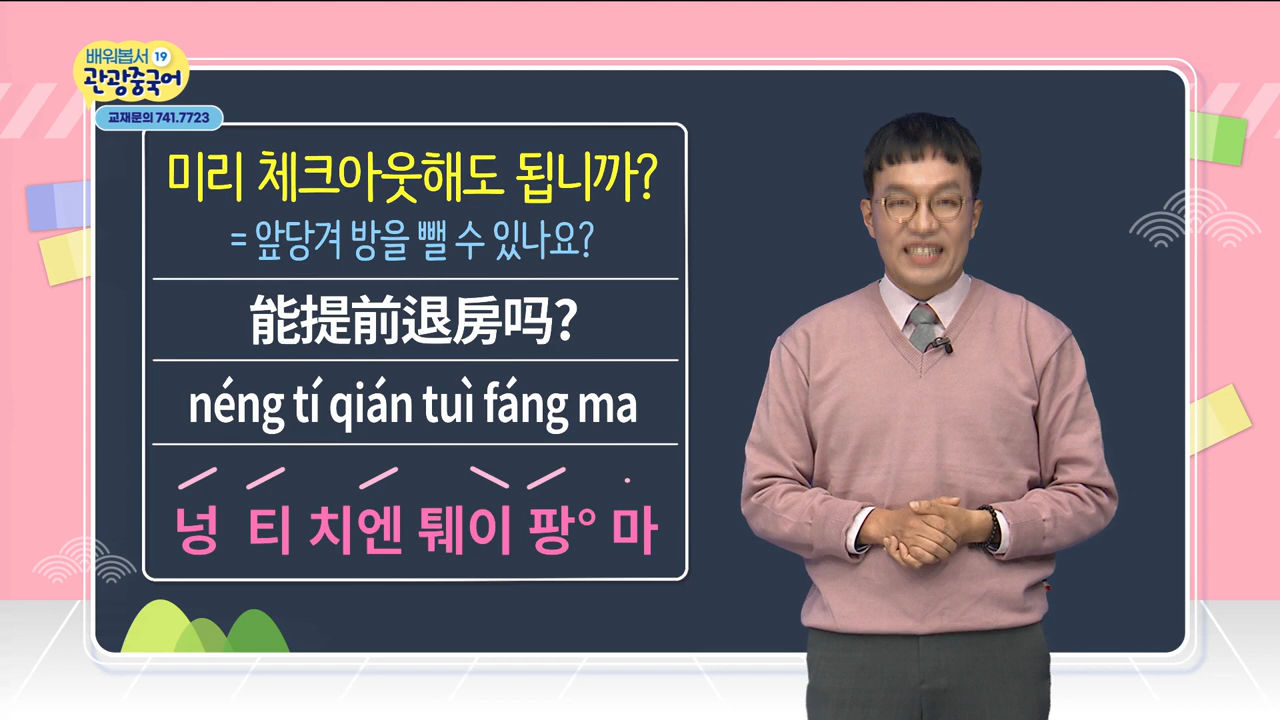 배워봅서 19
관광중국어
교재문의 741.7723
미리 체크아웃해도 됩니까?
= 앞당겨 방을 뺄 수 있나요?
能提前退房吗?
néng tí qián tuì fáng ma
넝 티 치엔 퉤이 팡° 마